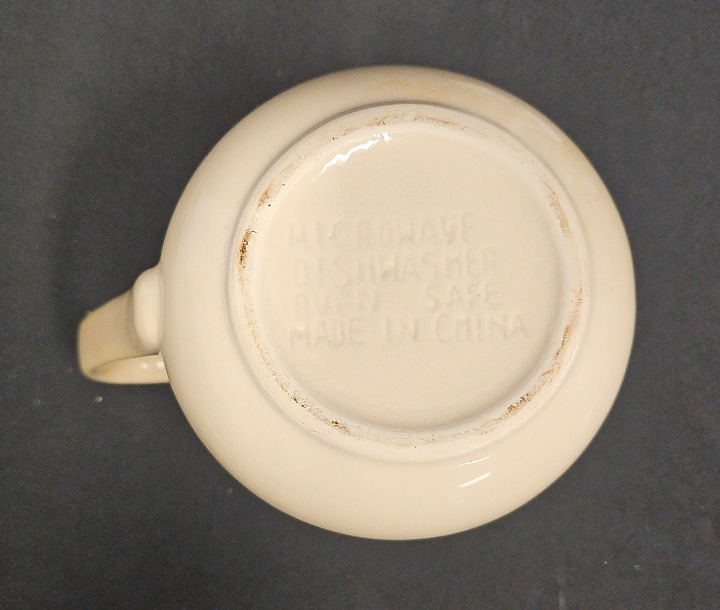 MICROWAVE
DISHWASHER
OVEN SAFE
MADE IN CHINA